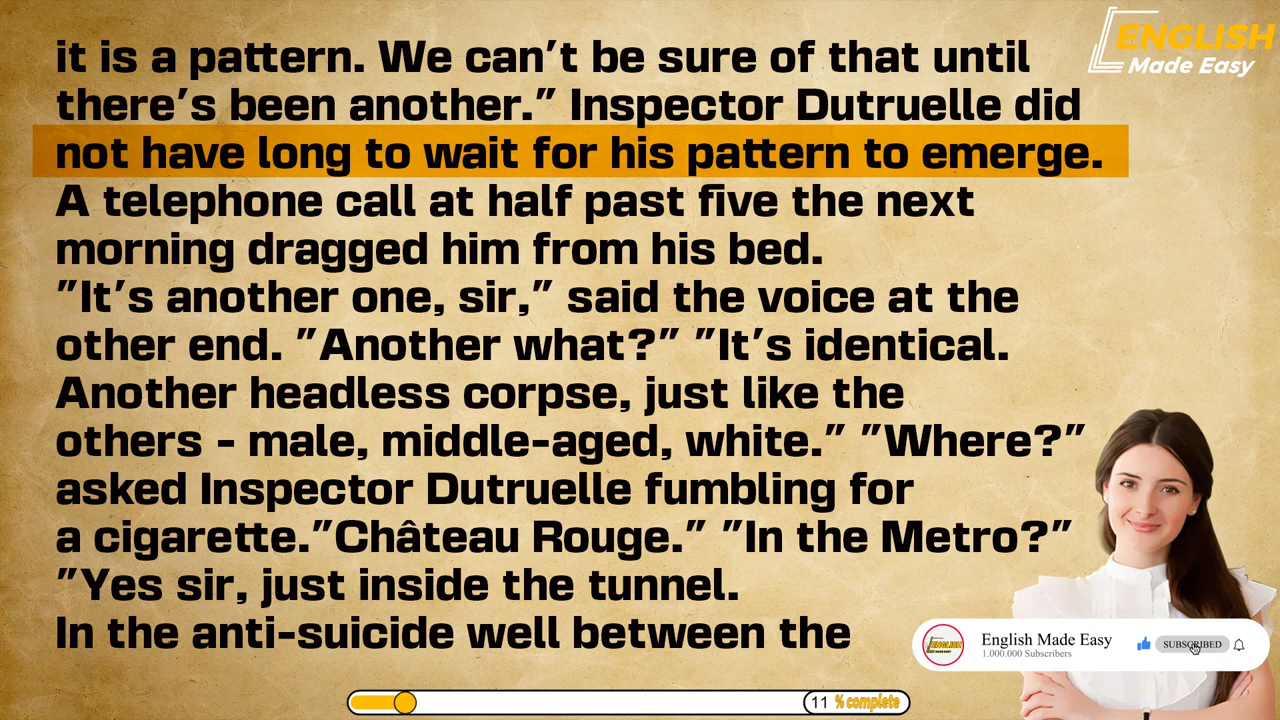 it is a pattern. We can't be sure of that until
there's been another." Inspector Dutruelle did
not have long to wait for his pattern to emerge.
A telephone call at half past five the next
morning dragged him from his bed.
"It's another one, sir," said the voice at the
other end. "Another what?" "It's identical.
Another headless corpse, just like the
others - male, middle-aged, white." "Where?"
asked Inspector Dutruelle fumbling for
a cigarette."Château Rouge." "In the Metro?"
"Yes sir, just inside the tunnel.
In the anti-suicide well between the
ENGLISH
Made Easy
ENGLISH
MADE EASY
English Made Easy
1.000.000 Subscribers
SUBSCRIBED
11 % complete